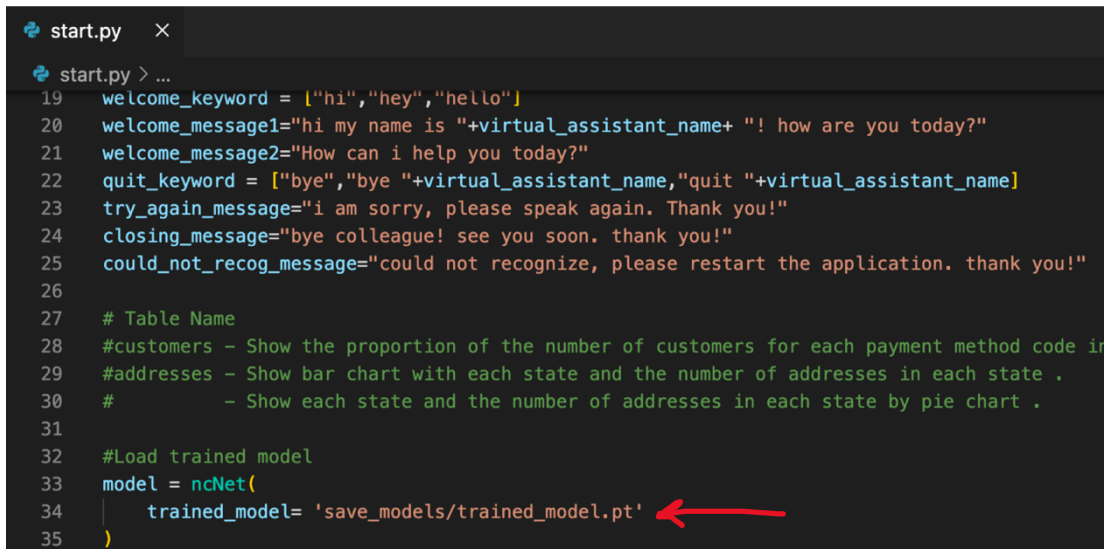 start.py
start.py > ...
19 welcome_keyword = ["hi","hey","hello"]
20 welcome_message1="hi my name is "+virtual_assistant_name+ "! how are you today?"
21 welcome_message2="How can i help you today?"
22 quit_keyword = ["bye","bye "+virtual_assistant_name,"quit "+virtual_assistant_name]
23 try_again_message="i am sorry, please speak again. Thank you!"
24 closing_message="bye colleague! see you soon. thank you!"
25 could_not_recog_message="could not recognize, please restart the application. thank you!"
26
27 # Table Name
28 #customers - Show the proportion of the number of customers for each payment method code in
29 #addresses - Show bar chart with each state and the number of addresses in each state .
30 #          - Show each state and the number of addresses in each state by pie chart .
31
32 #Load trained model
33 model = ncNet(
34     trained_model= 'save_models/trained_model.pt'
35 )